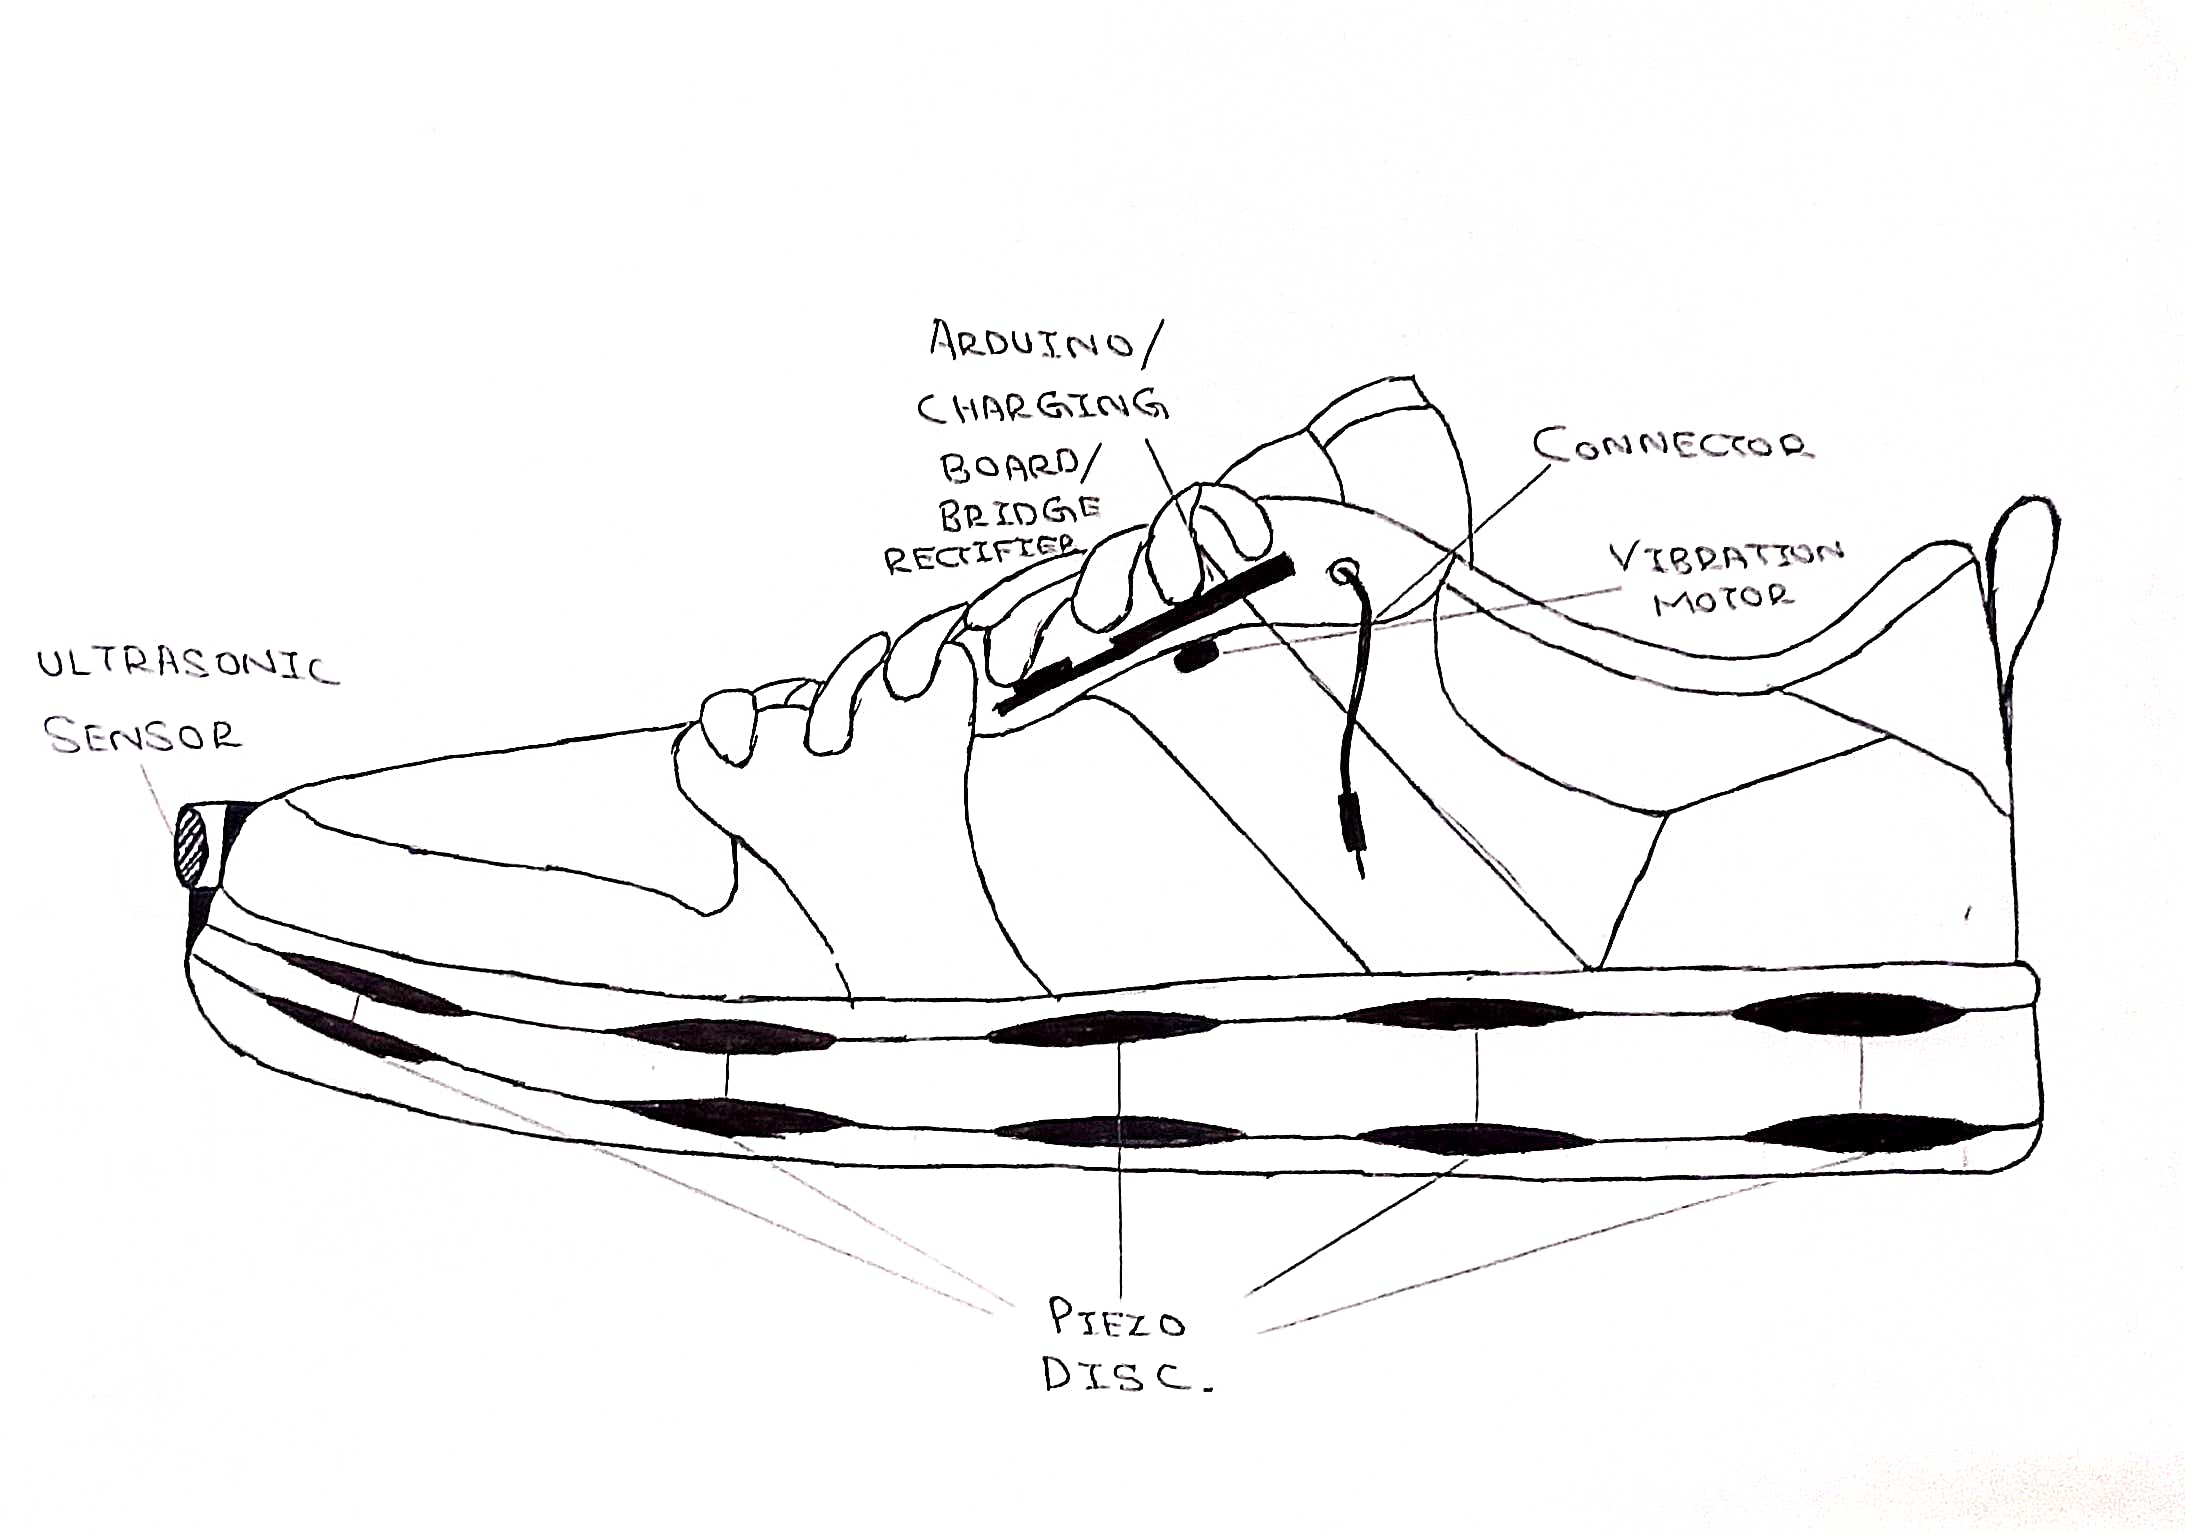 ARDUINO/
CHARGING
BOARD/
BRIDGE
RECTIFIER
CONNECTOR
VIBRATION
MOTOR
ULTRASONIC
SENSOR
PIEZO
DISC.